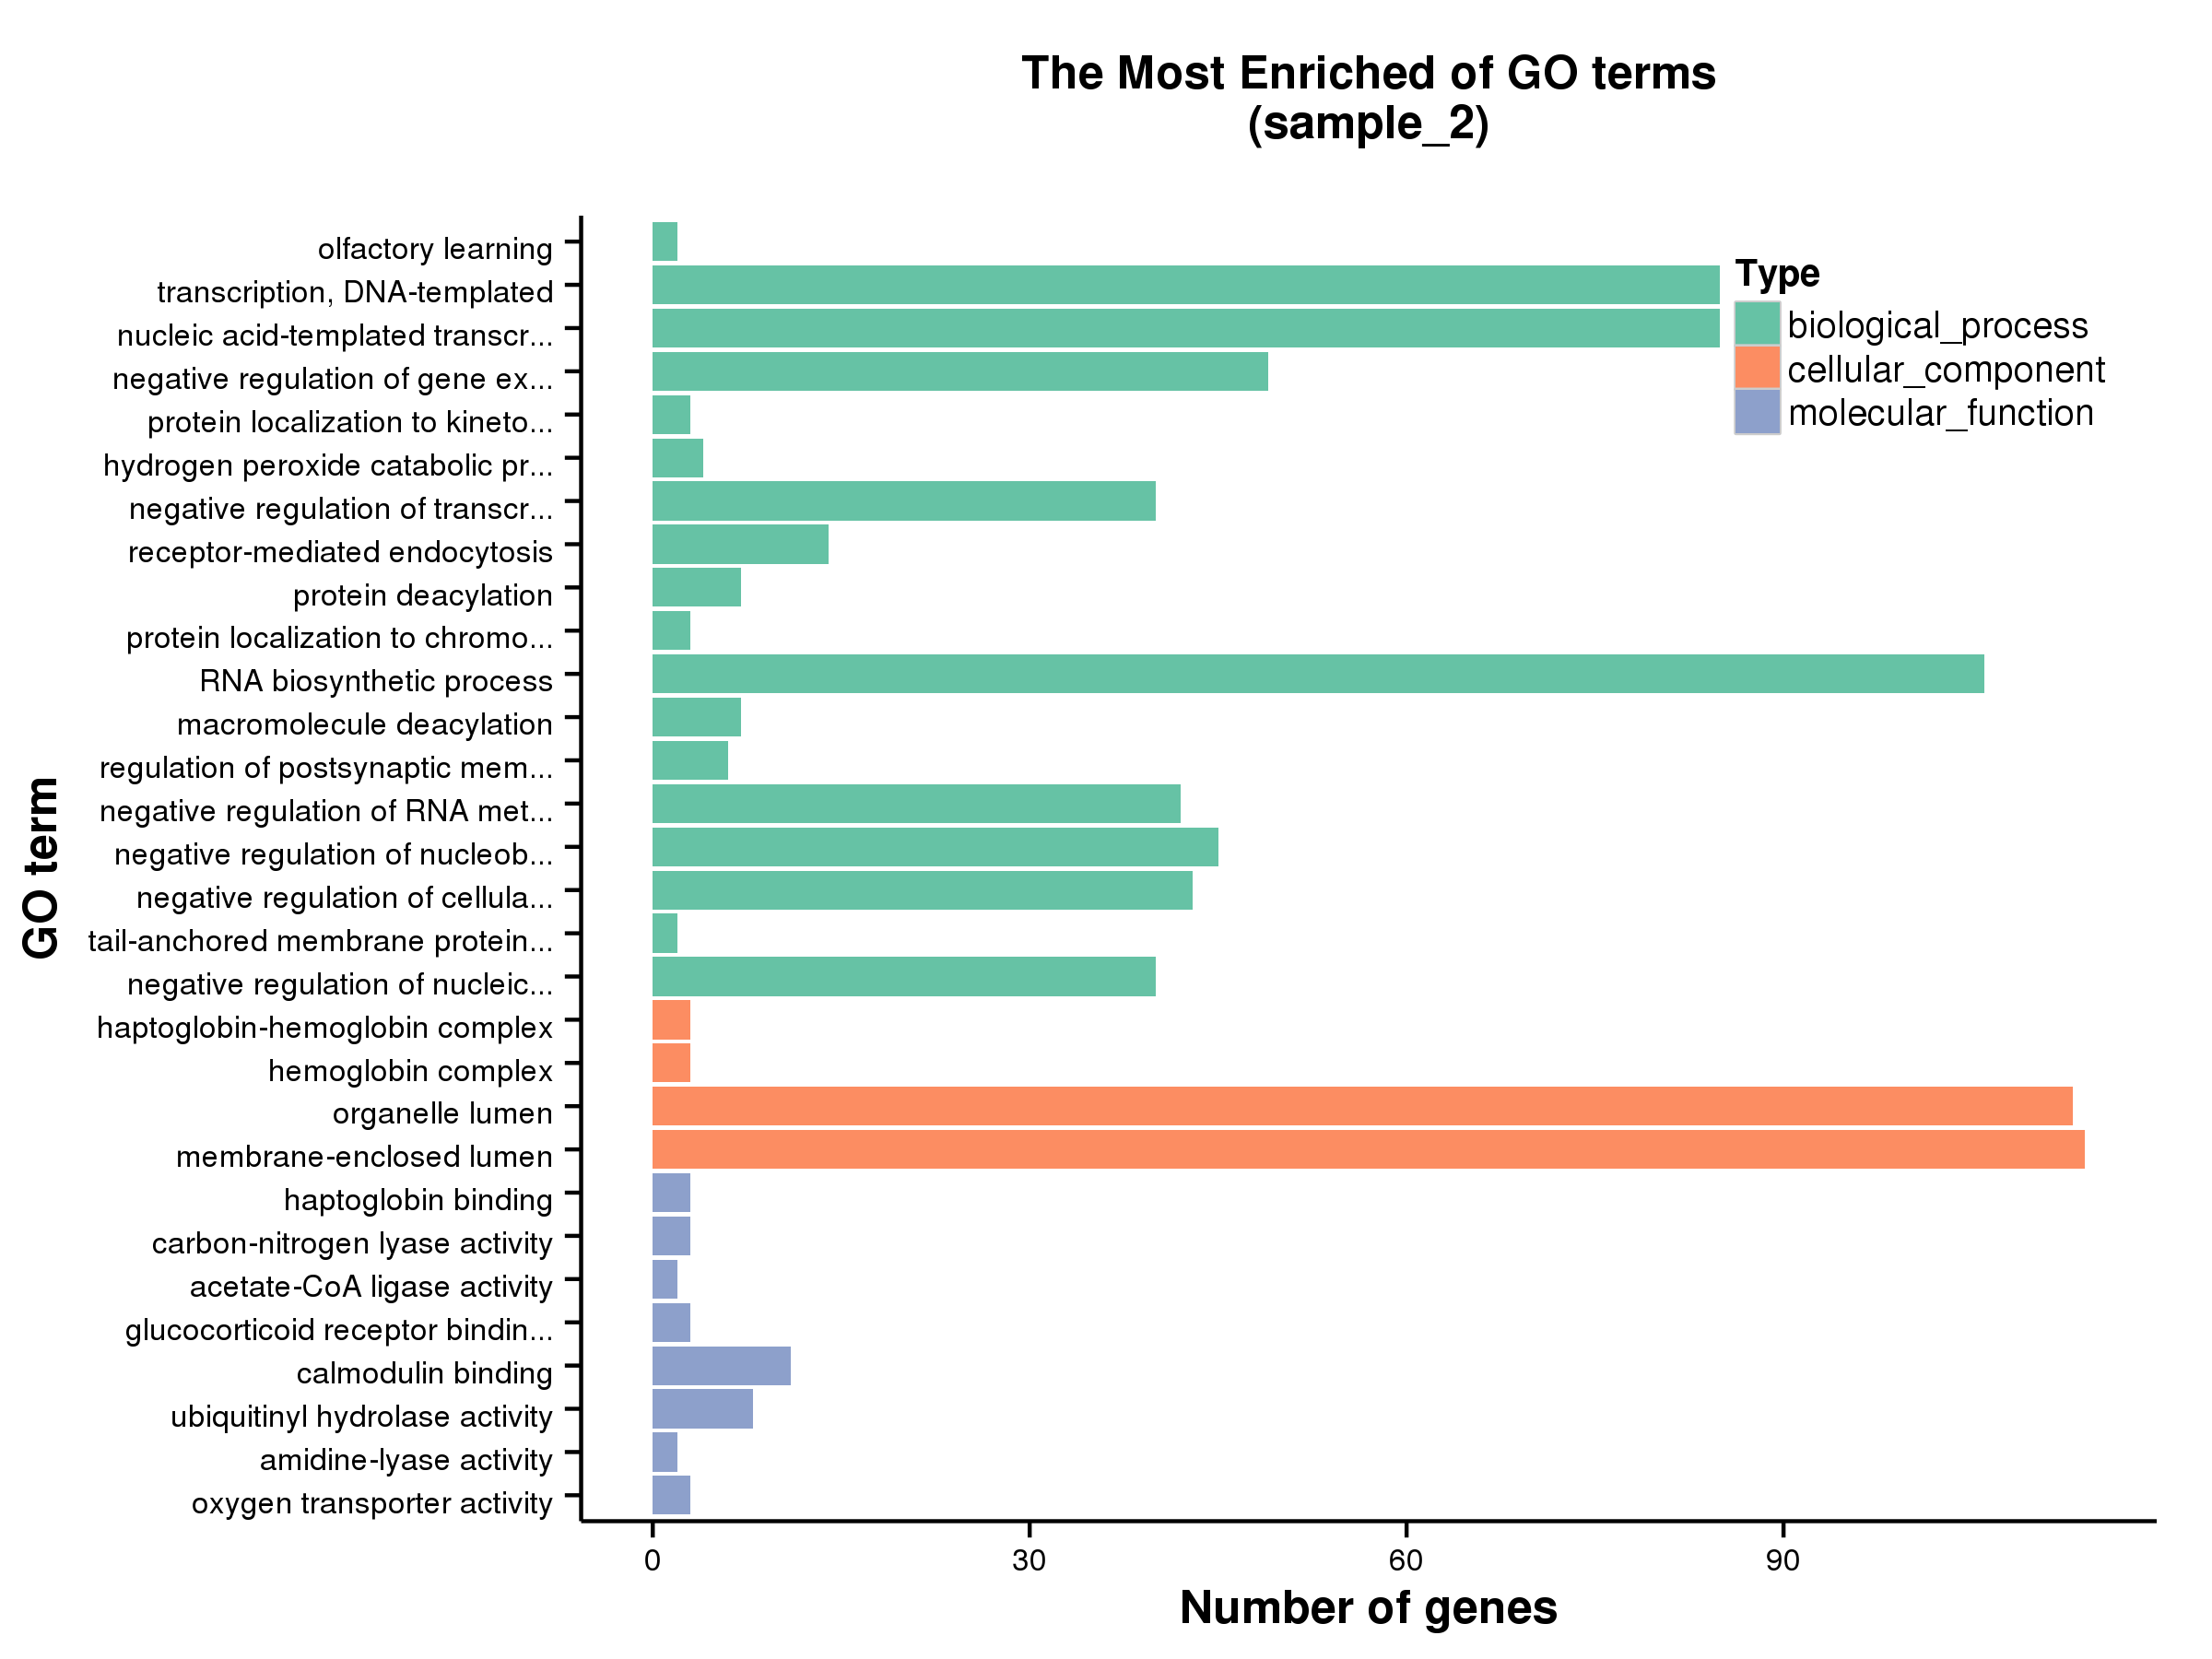 The Most Enriched of GO terms
(sample_2)
olfactory learning
transcription, DNA-templated
nucleic acid-templated transcr...
negative regulation of gene ex...
protein localization to kineto...
hydrogen peroxide catabolic pr...
negative regulation of transcr...
receptor-mediated endocytosis
protein deacylation
protein localization to chromo...
RNA biosynthetic process
macromolecule deacylation
regulation of postsynaptic mem...
negative regulation of RNA met...
negative regulation of nucleob...
negative regulation of cellula...
tail-anchored membrane protein...
negative regulation of nucleic...
haptoglobin-hemoglobin complex
hemoglobin complex
organelle lumen
membrane-enclosed lumen
haptoglobin binding
carbon-nitrogen lyase activity
acetate-CoA ligase activity
glucocorticoid receptor bindin...
calmodulin binding
ubiquitinyl hydrolase activity
amidine-lyase activity
oxygen transporter activity
GO term
Type
biological_process
cellular_component
molecular_function
0 30 60 90
Number of genes